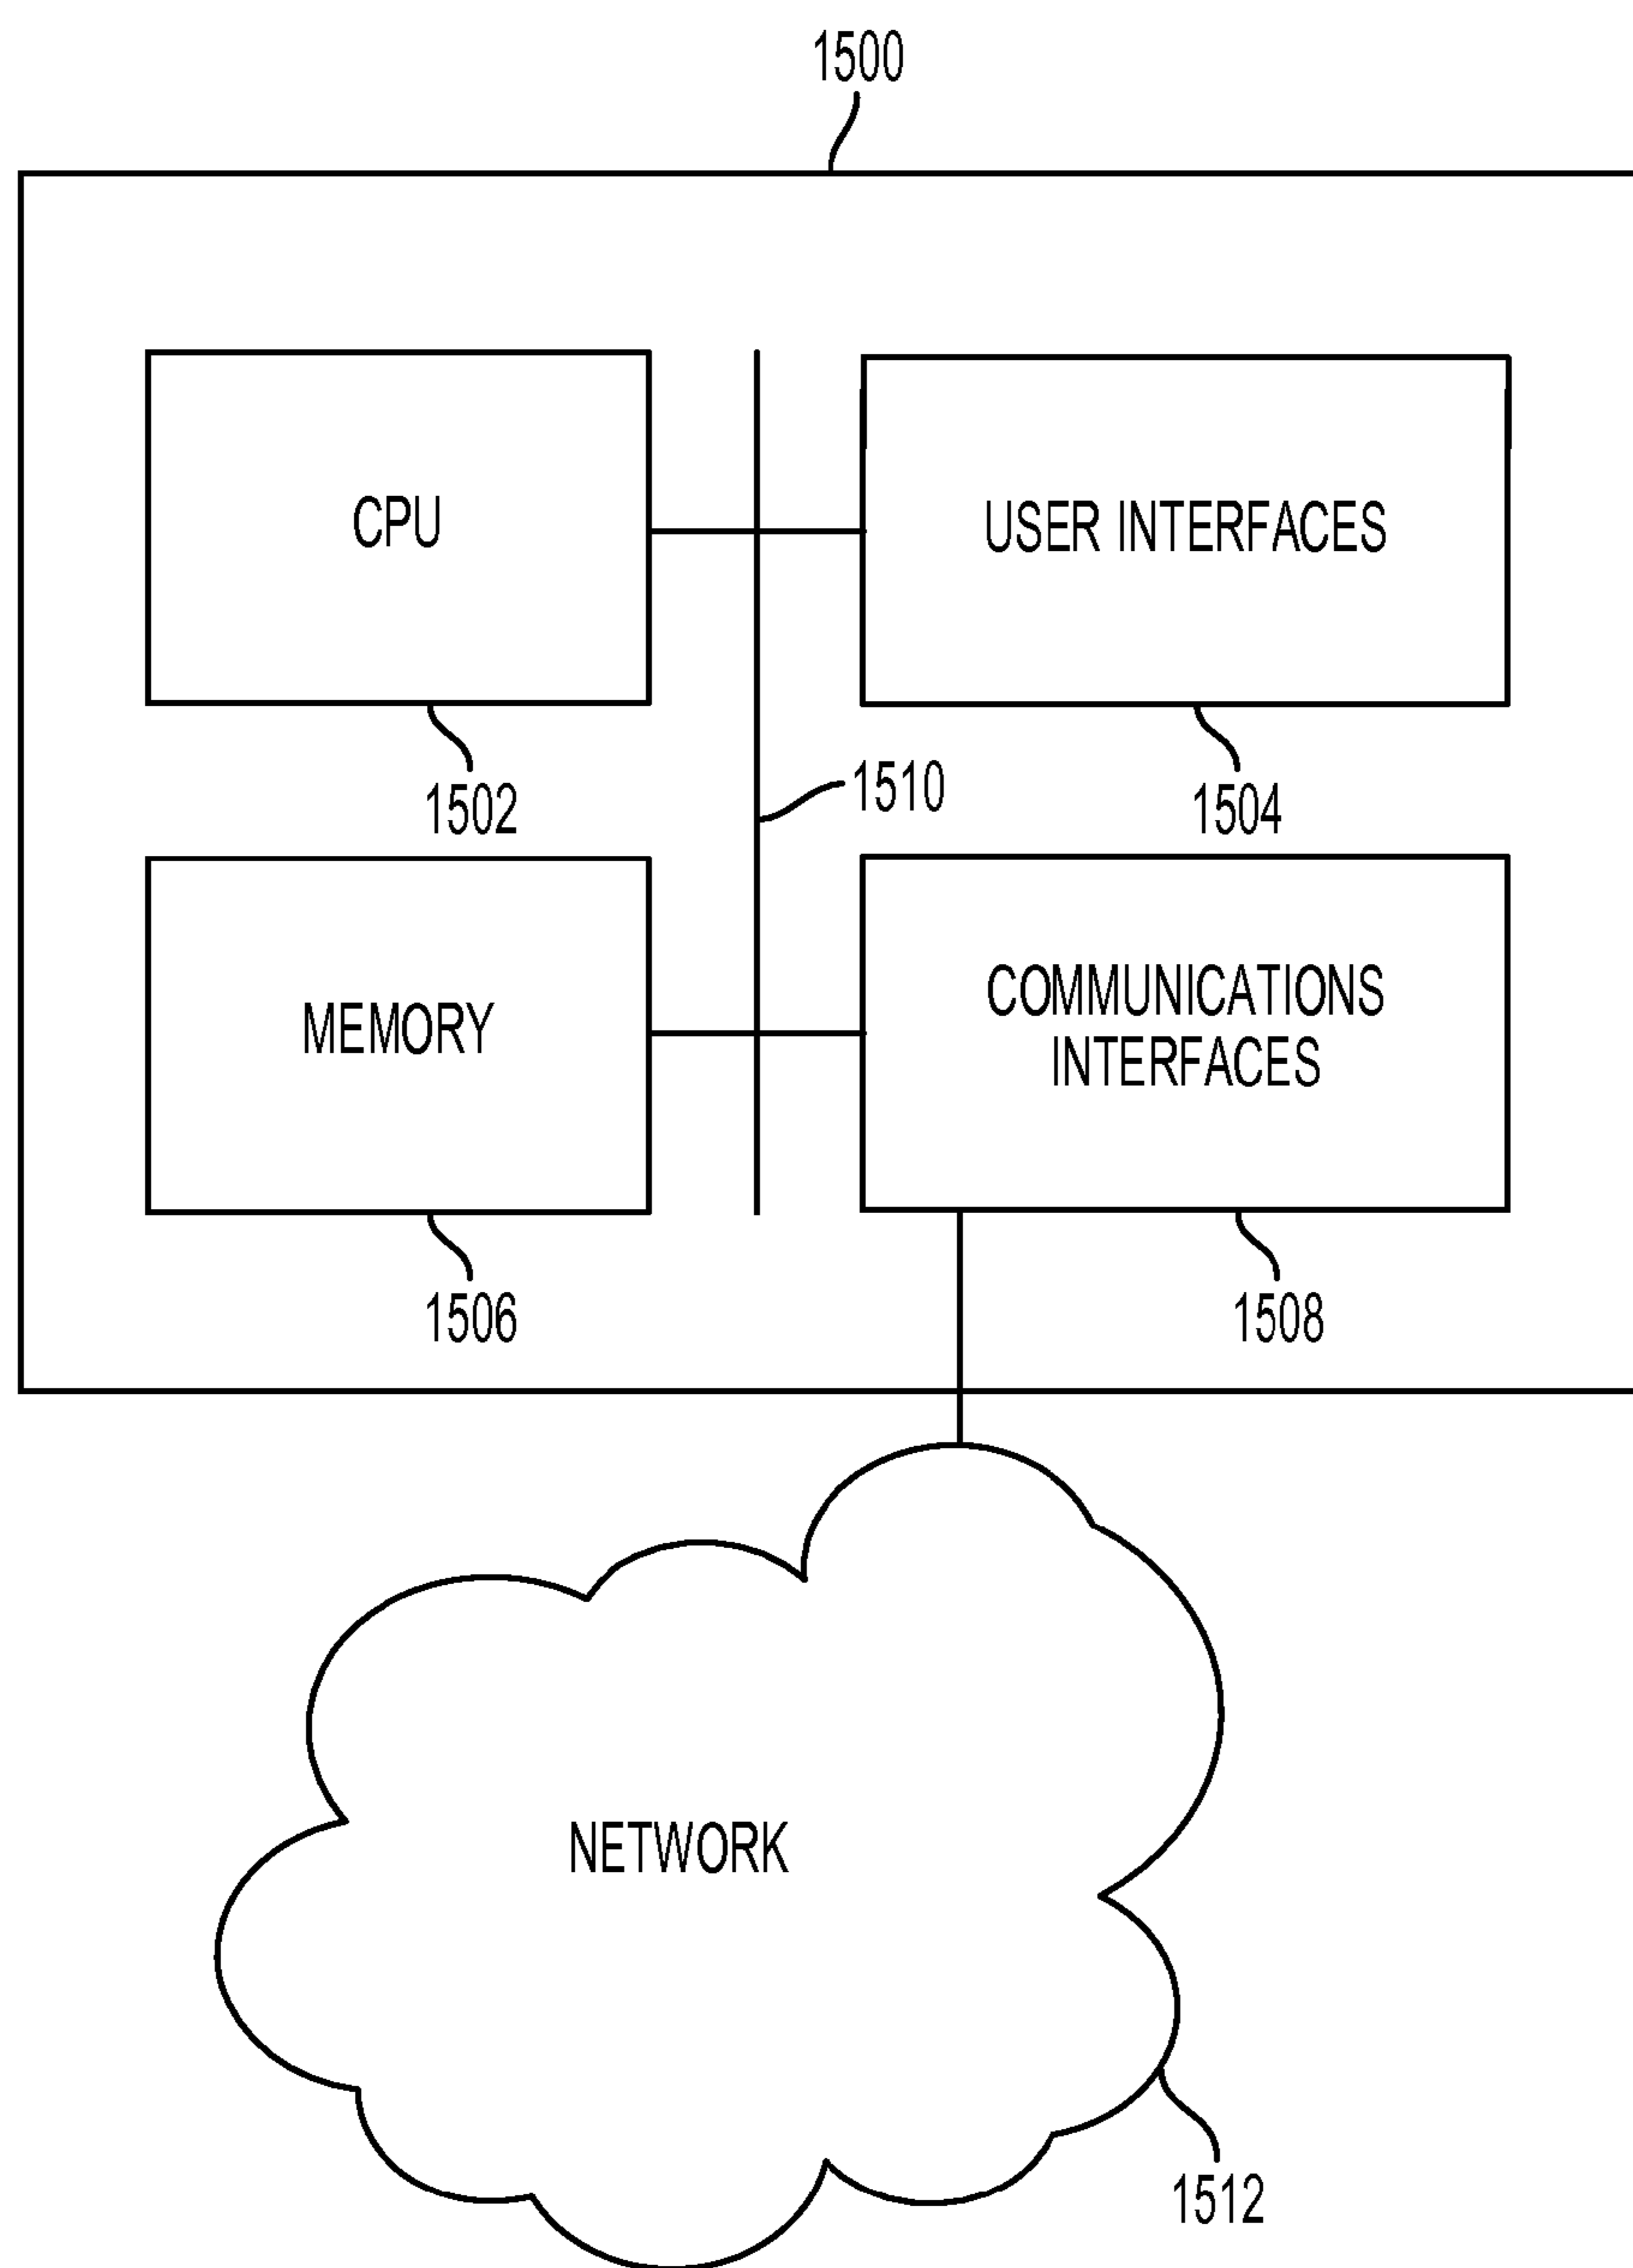 1500
CPU
USER INTERFACES
1502
1510
1504
MEMORY
COMMUNICATIONS
INTERFACES
1506
1508
NETWORK
1512